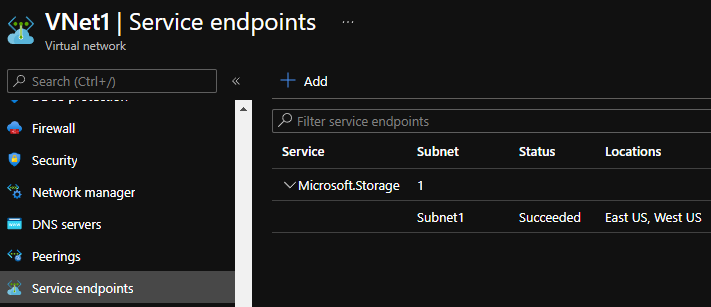 VNet1 | Service endpoints ...
Virtual network
Search (Ctrl+/)
«
+ Add
Firewall
Security
Network manager
DNS servers
Peerings
Service endpoints
Filter service endpoints
Service Subnet Status Locations
Microsoft.Storage 1
Subnet1 Succeeded East US, West US